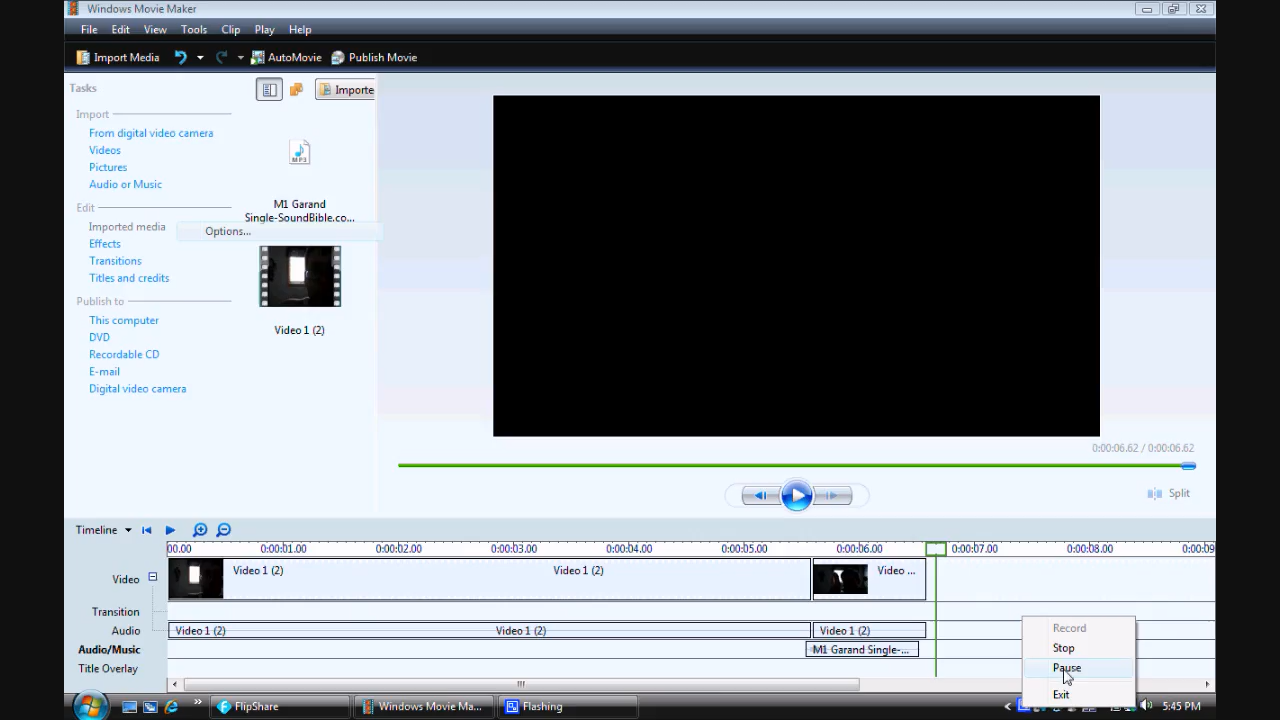 Windows Movie Maker
File Edit View Tools Clip Play Help
Import Media AutoMovie Publish Movie
Tasks
Importe
Import
From digital video camera
Videos
Pictures
Audio or Music
MP3
M1 Garand
Single-SoundBible.co...
Edit
Imported media
Options...
Effects
Transitions
Titles and credits
Publish to
This computer
DVD
Recordable CD
E-mail
Digital video camera
Video 1 (2)
0:00:06.62 / 0:00:06.62
Split
Timeline
00.00 0:00:01.00 0:00:02.00 0:00:03.00 0:00:04.00 0:00:05.00 0:00:06.00 0:00:07.00 0:00:08.00 0:00:09
Video Video 1 (2) Video 1 (2) Video ...
Transition
Audio Video 1 (2) Video 1 (2) Video 1 (2)
Audio/Music M1 Garand Single-...
Title Overlay
Record
Stop
Pause
Exit
FlipShare Windows Movie Ma... Flashing 5:45 PM